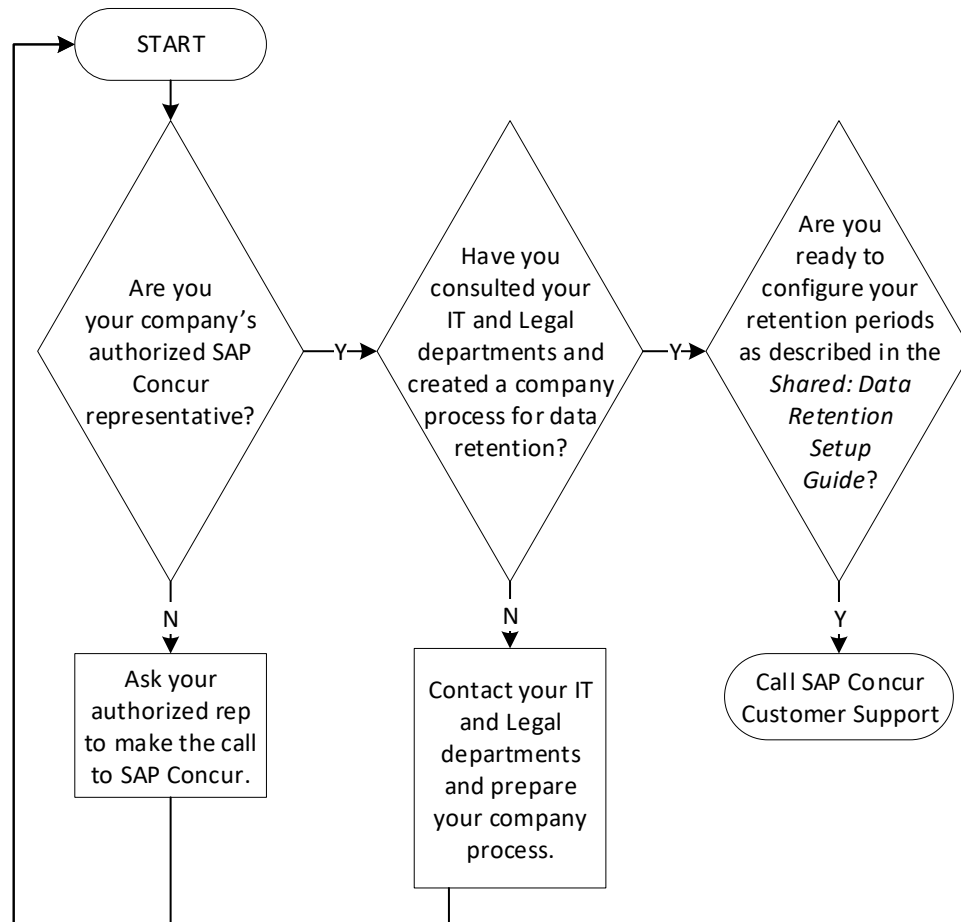 START
Are you
your company's
authorized SAP
Concur
representative?
Y
Have you
consulted your
IT and Legal
departments and
created a company
process for data
retention?
Y
Are you
ready to
configure your
retention periods
as described in the
Shared: Data
Retention
Setup
Guide?
N
N
Y
Ask your
authorized rep
to make the call
to SAP Concur.
Contact your IT
and Legal
departments
and prepare
your company
process.
Call SAP Concur
Customer Support